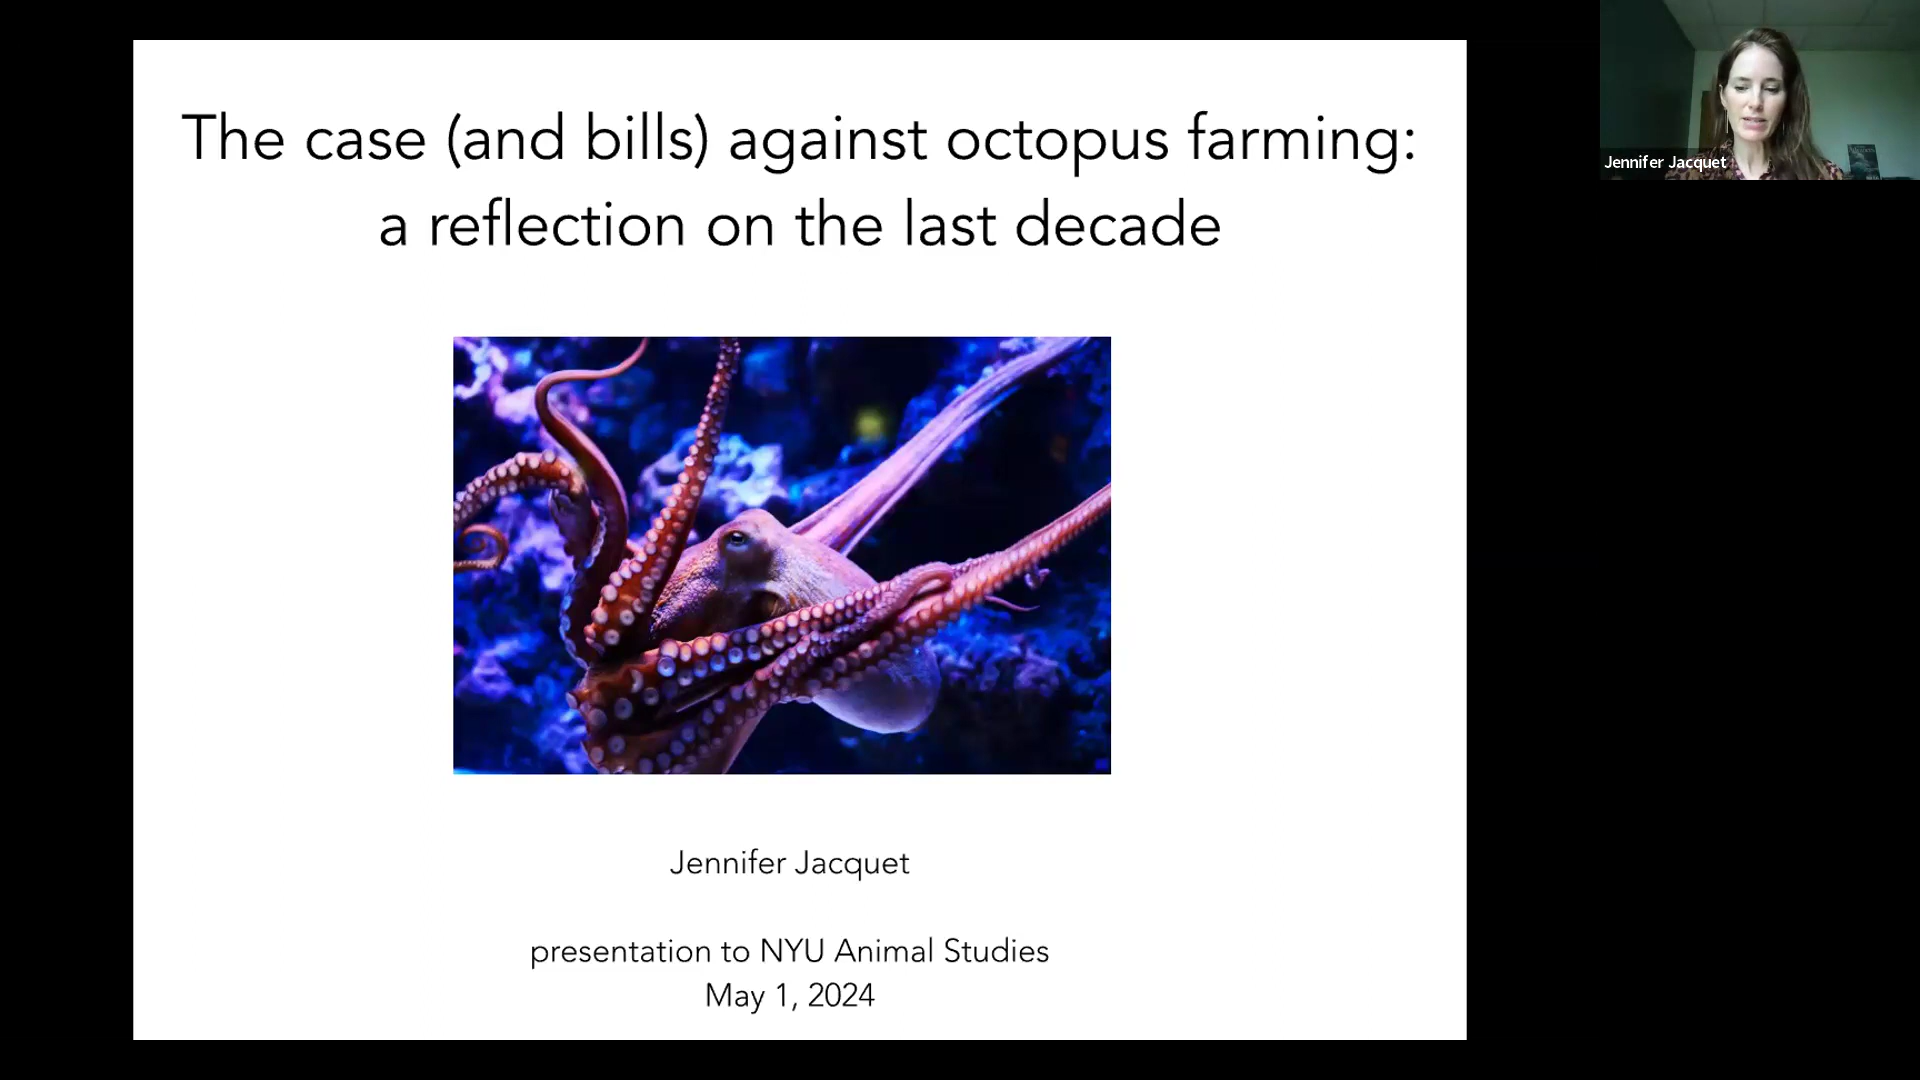 The case (and bills) against octopus farming:
a reflection on the last decade
Jennifer Jacquet
presentation to NYU Animal Studies
May 1, 2024
Jennifer Jacquet